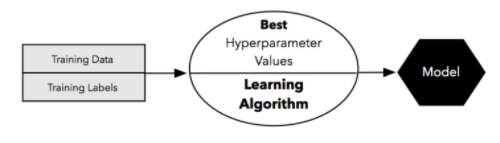 Training Data
Training Labels
Best
Hyperparameter
Values
Learning
Algorithm
Model